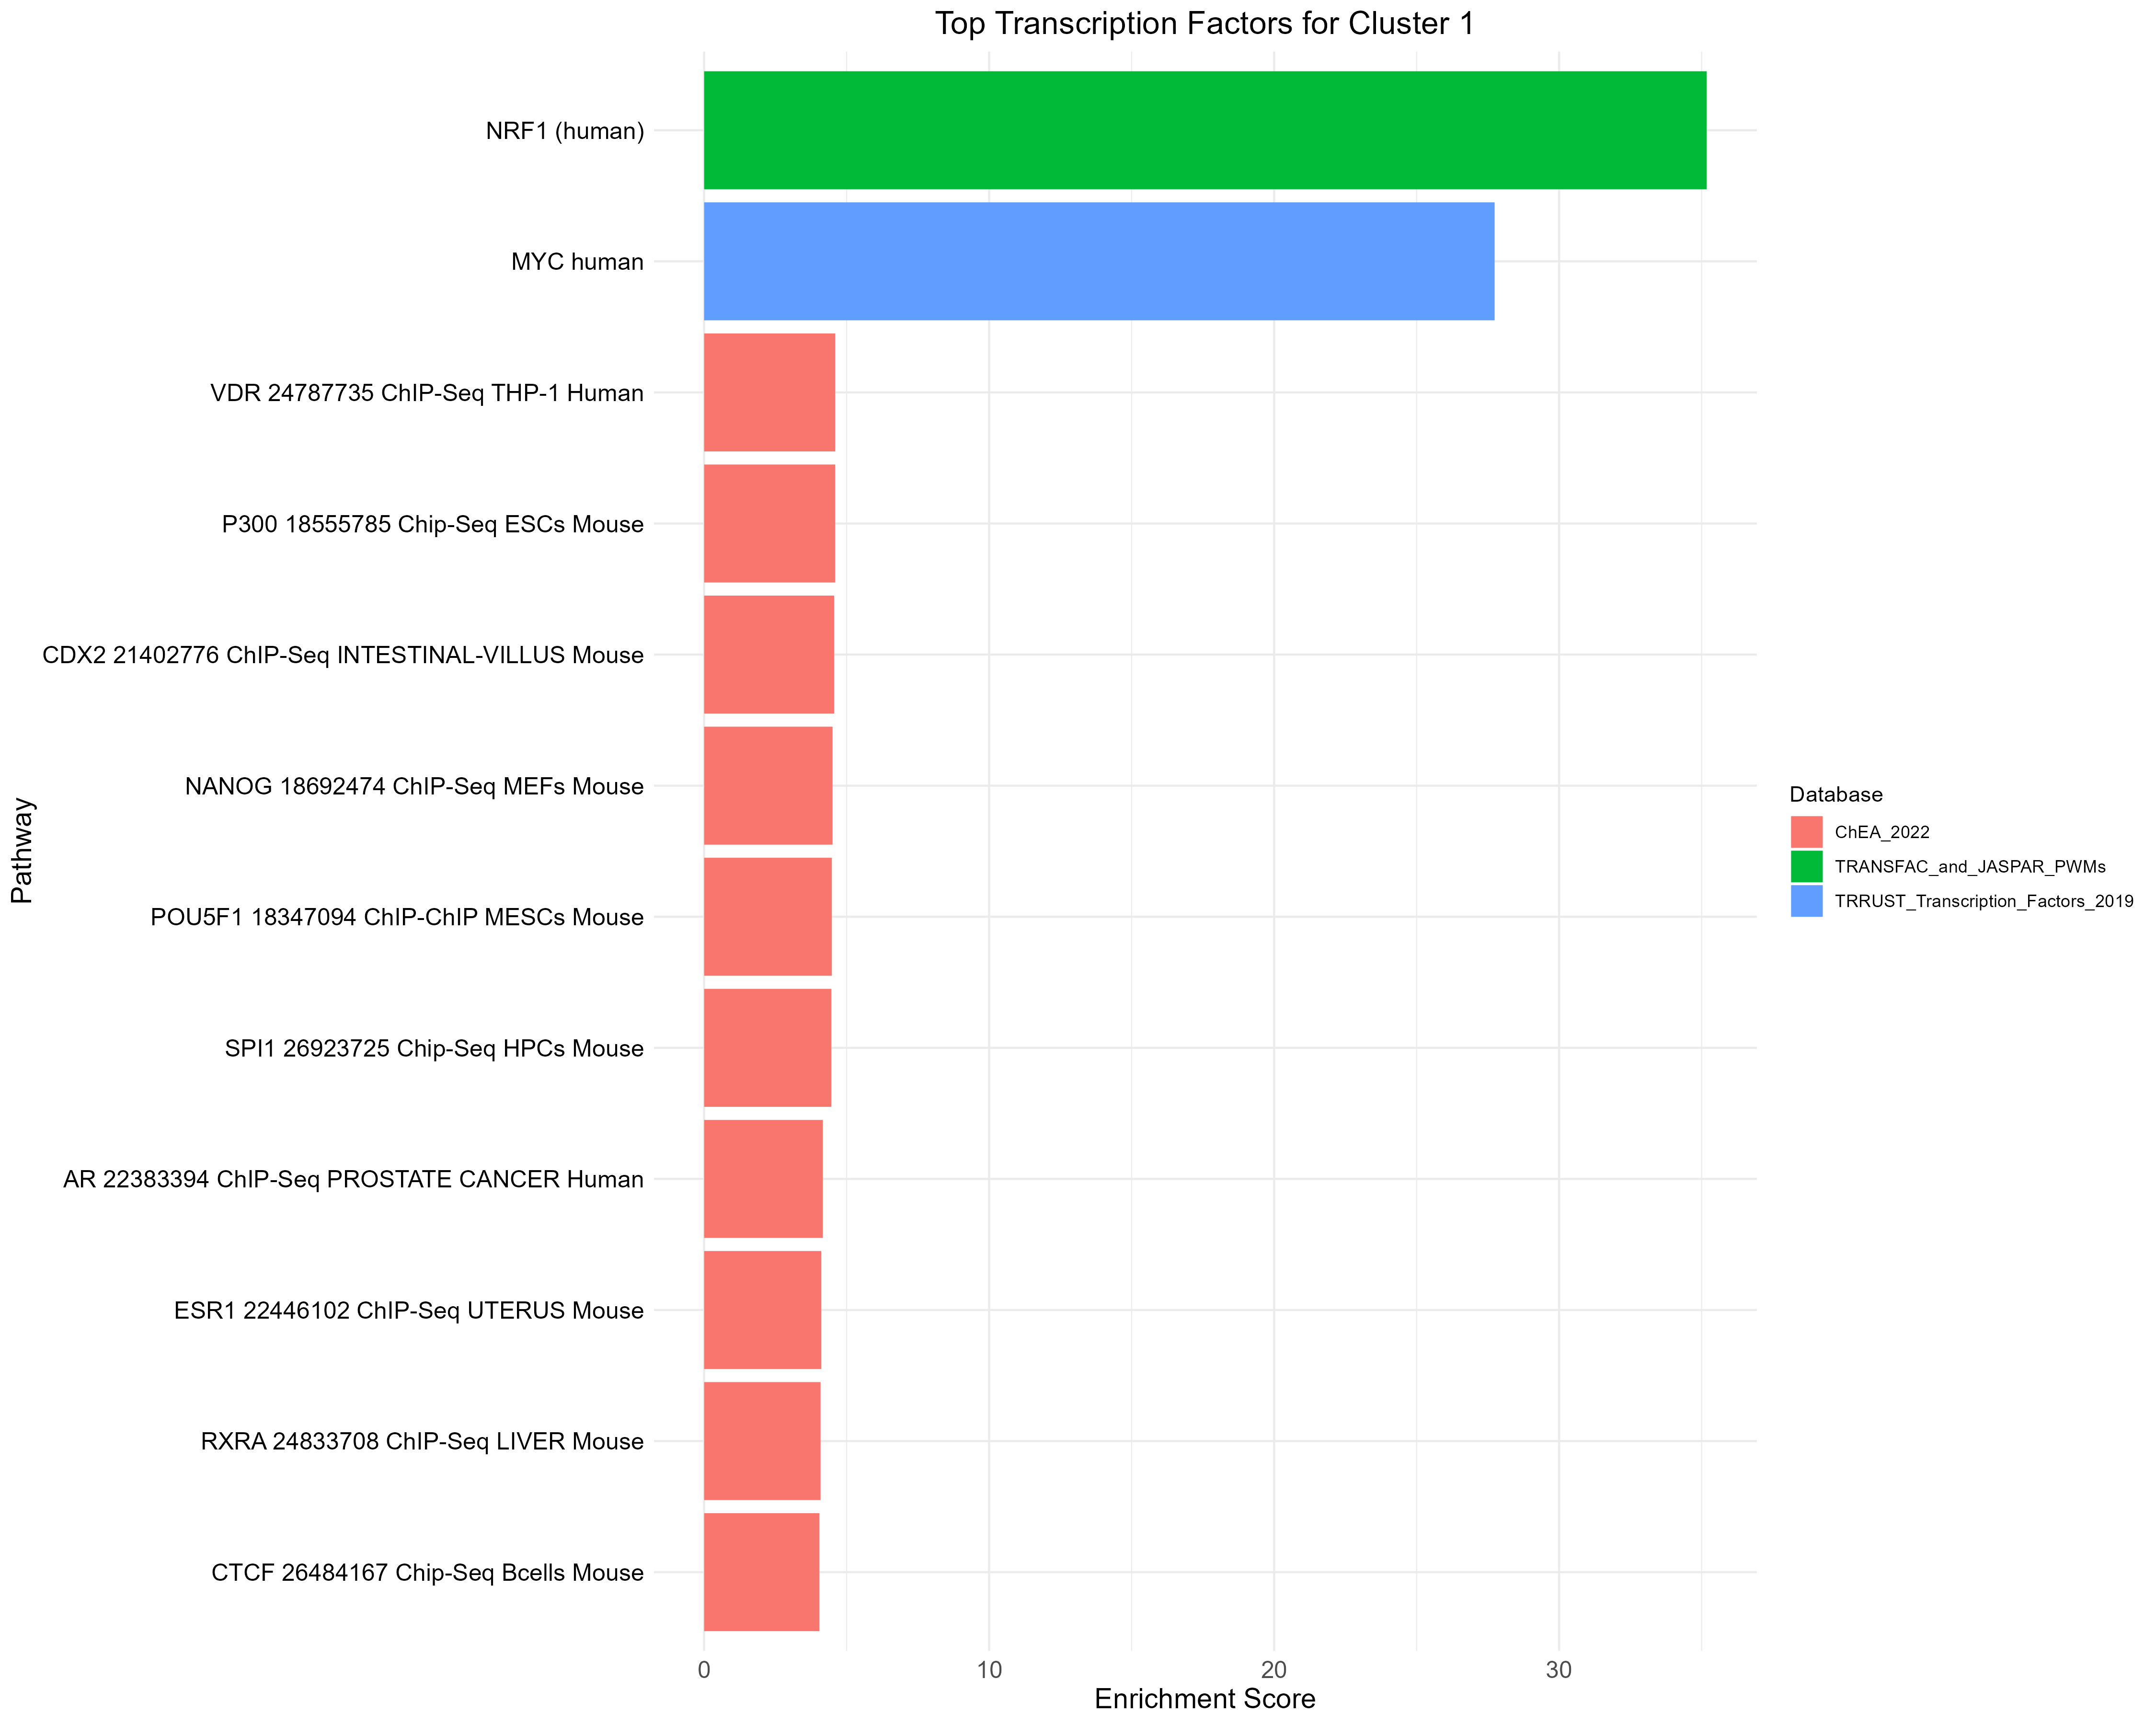 Top Transcription Factors for Cluster 1
NRF1 (human)
MYC human
VDR 24787735 ChIP-Seq THP-1 Human
P300 18555785 Chip-Seq ESCs Mouse
CDX2 21402776 ChIP-Seq INTESTINAL-VILLUS Mouse
NANOG 18692474 ChIP-Seq MEFs Mouse
POU5F1 18347094 ChIP-ChIP MESCs Mouse
SPI1 26923725 Chip-Seq HPCs Mouse
AR 22383394 ChIP-Seq PROSTATE CANCER Human
ESR1 22446102 ChIP-Seq UTERUS Mouse
RXRA 24833708 ChIP-Seq LIVER Mouse
CTCF 26484167 Chip-Seq Bcells Mouse
Pathway
0 10 20 30
Enrichment Score
Database
ChEA_2022
TRANSFAC_and_JASPAR_PWMs
TRRUST_Transcription_Factors_2019